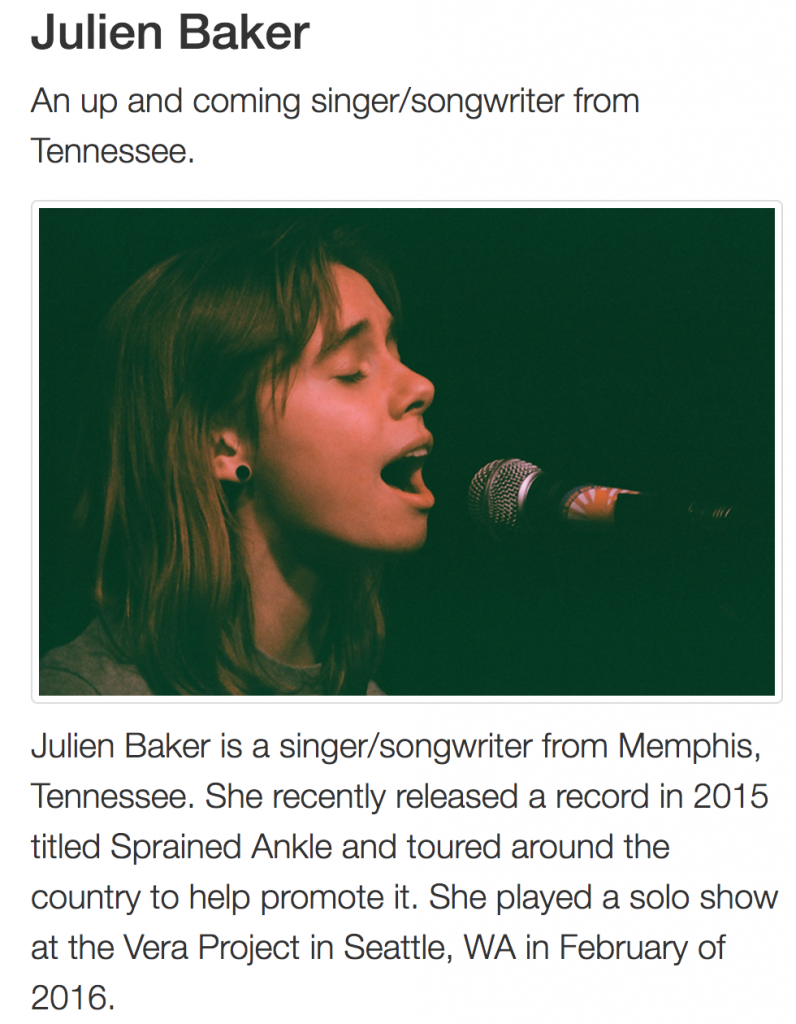 Julien Baker
An up and coming singer/songwriter from
Tennessee.
Julien Baker is a singer/songwriter from Memphis,
Tennessee. She recently released a record in 2015
titled Sprained Ankle and toured around the
country to help promote it. She played a solo show
at the Vera Project in Seattle, WA in February of
2016.